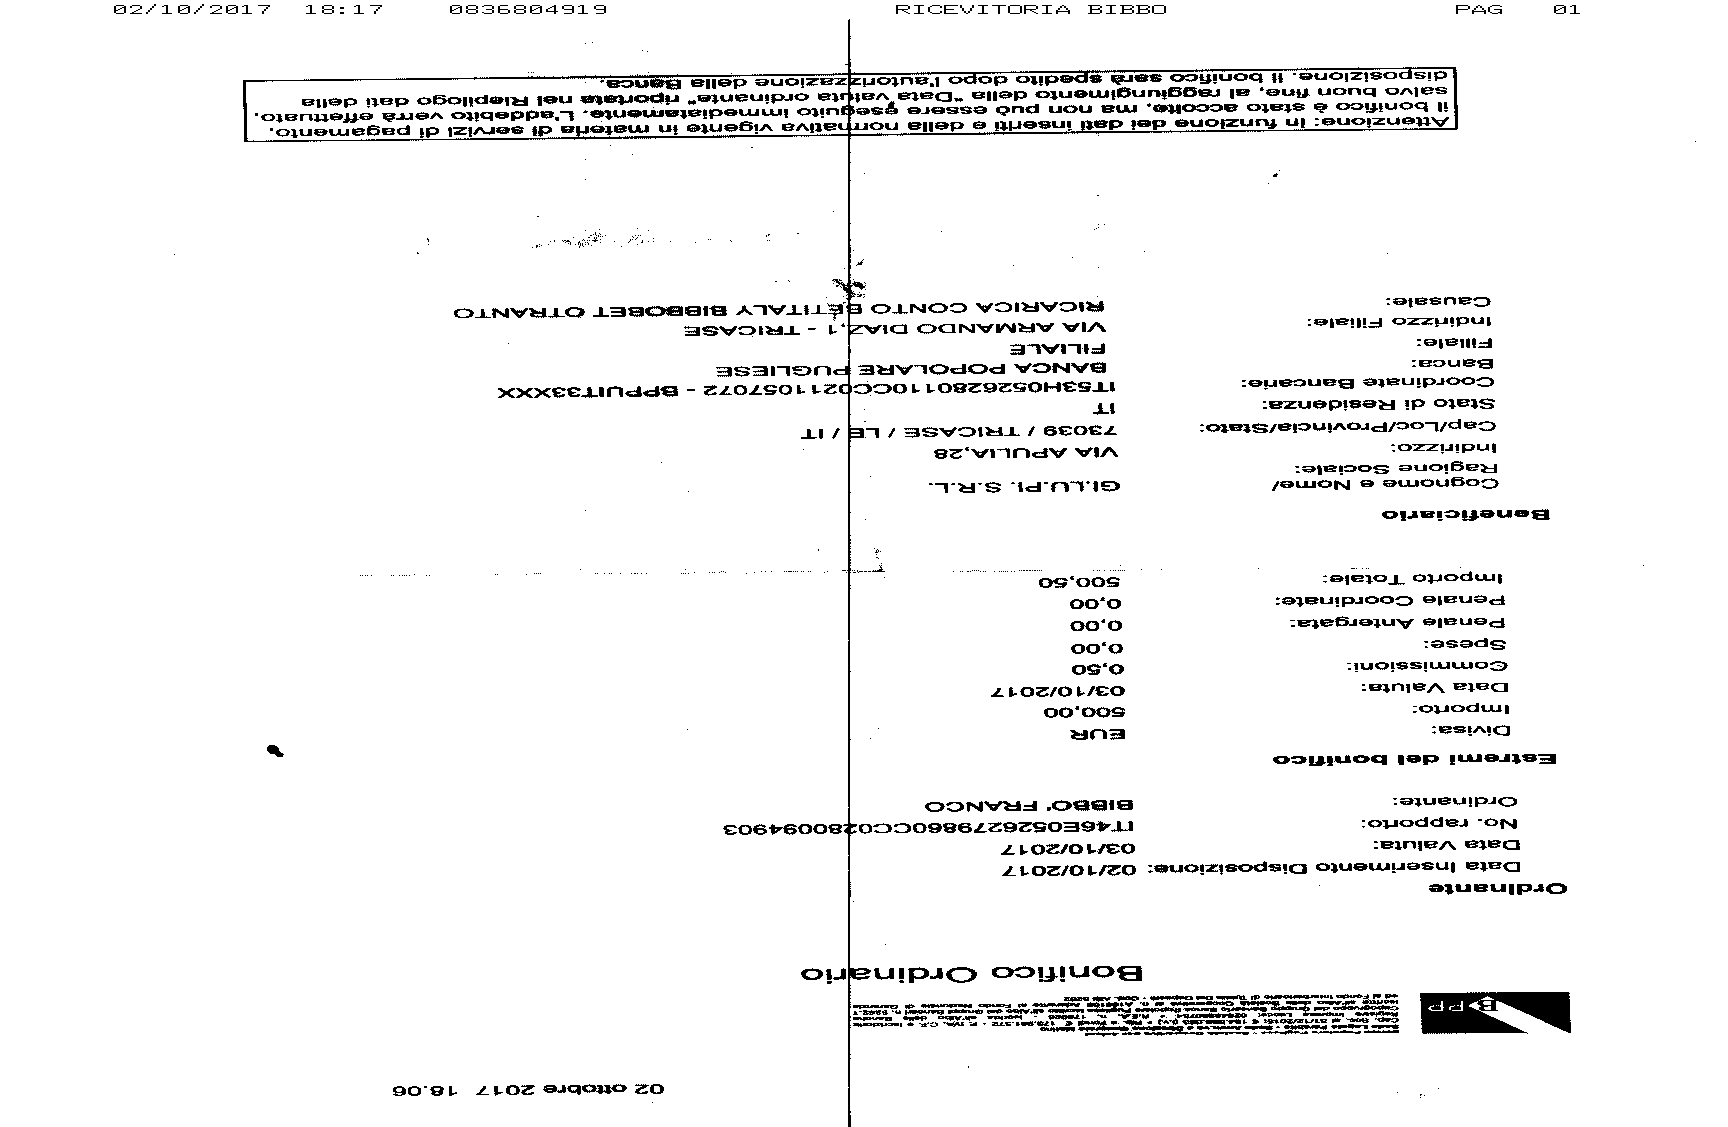 02/10/2017 18:17 0836804919 RICEVITORIA BIBBO PAG 01
02 ottobre 2017 18.06
BPP
Bonifico Ordinario
Ordinante
Data Inserimento Disposizione: 02/10/2017
Data Valuta: 03/10/2017
No. rapporto: IT46E0526279860CC0280094903
Ordinante: BIBBO' FRANCO
Estremi del bonifico
Divisa: EUR
Importo: 500,00
Data Valuta: 03/10/2017
Commissioni: 0,50
Spese: 0,00
Penale Antergata: 0,00
Penale Coordinate: 0,00
Importo Totale: 500,50
Beneficiario
Cognome e Nome/ GI.LU.PI. S.R.L.
Ragione Sociale:
Indirizzo: VIA APULIA,28
Cap/Loc/Provincia/Stato: 73039 / TRICASE / LE / IT
Stato di Residenza: IT
Coordinate Bancarie: IT53H0526280110CC0211057072 - BPPUIT33XXX
Banca: BANCA POPOLARE PUGLIESE
Filiale: FILIALE
Indirizzo Filiale: VIA ARMANDO DIAZ,1 - TRICASE
Causale: RICARICA CONTO BETITALY BIBBOBET OTRANTO
Attenzione: in funzione dei dati inseriti e della normativa vigente in materia di servizi di pagamento,
il bonifico è stato accolto, ma non può essere eseguito immediatamente. L'addebito verrà effettuato,
salvo buon fine, al raggiungimento della "Data valuta ordinante" riportata nel Riepilogo dati della
disposizione. Il bonifico sarà spedito dopo l'autorizzazione della Banca.